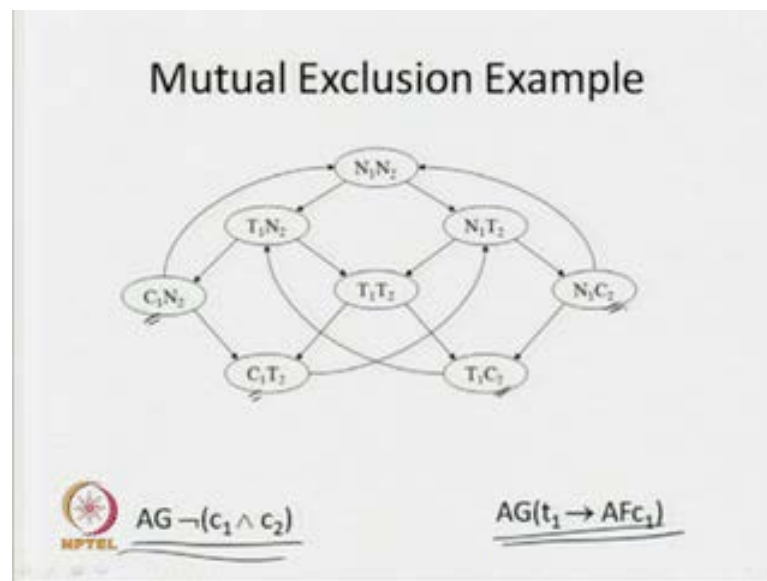 Mutual Exclusion Example
N₁N₂
T₁N₂ N₁T₂
C₁N₂ T₁T₂ N₁C₂
C₁T₂ T₁C₂
AG ¬(c₁ ∧ c₂) AG(t₁ → AFc₁)
NPTEL